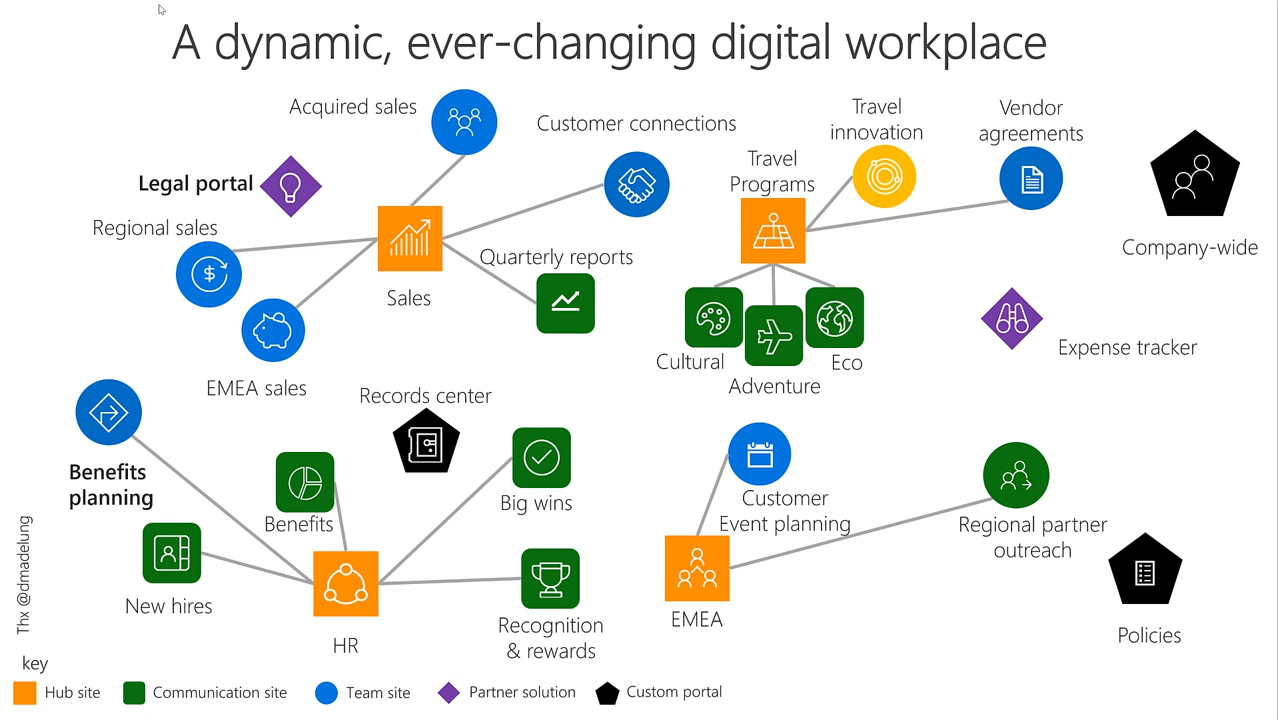 A dynamic, ever-changing digital workplace
Acquired sales
Customer connections
Travel
innovation
Vendor
agreements
Legal portal
Travel
Programs
Regional sales
Quarterly reports
Company-wide
Sales
EMEA sales
Cultural
Adventure
Eco
Expense tracker
Records center
Benefits
planning
Benefits
Big wins
Customer
Event planning
Regional partner
outreach
New hires
HR
Recognition
& rewards
EMEA
Policies
Thx @dmadelung
key
Hub site
Communication site
Team site
Partner solution
Custom portal